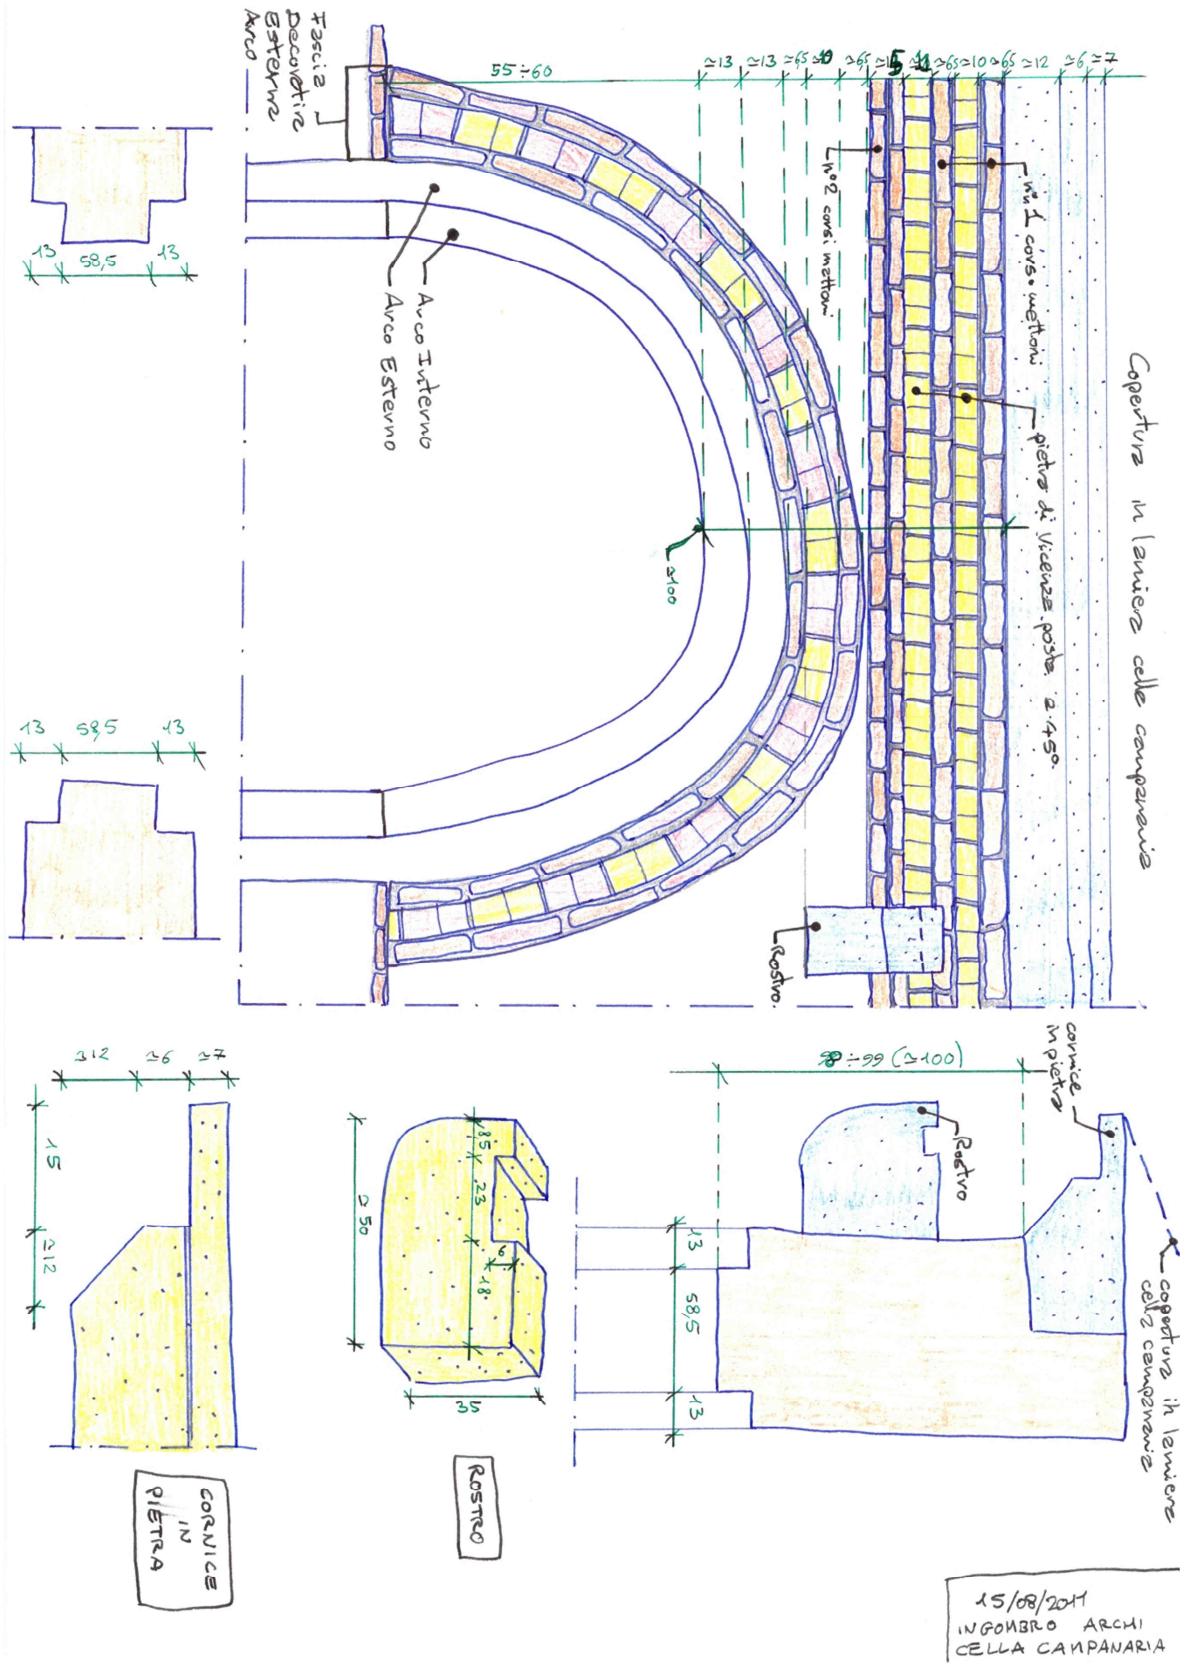 Fascia
Decorativa
Esterna
Arco
55÷60
≃13
≃13
≃6,5
≃6,5
≃6,5
≃10
≃6,5
≃12
≃6
≃7
n°2 corsi mattoni
n°1 corso mattoni
pietra di Vicenza posta a 45°
Copertura in lamiera cella campanaria
Arco Interno
Arco Esterno
≃100
Rostro
13
58,5
13
13
58,5
13
≃12
≃6
≃7
15
≃12
CORNICE
IN
PIETRA
≃50
8,5
23
6
18
35
ROSTRO
98÷99 (≃100)
cornice
in pietra
Rostro
copertura in lamiera
cella campanaria
13
58,5
13
15/08/2011
INGOMBRO ARCHI
CELLA CAMPANARIA